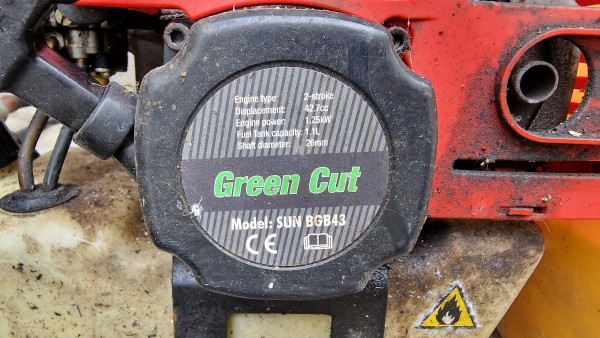 Engine type: 2-stroke
Displacement: 42.7cc
Engine power: 1.25kW
Fuel Tank capacity: 1.1L
Shaft diameter: 26mm
Green Cut
Model: SUN BGB43
CE